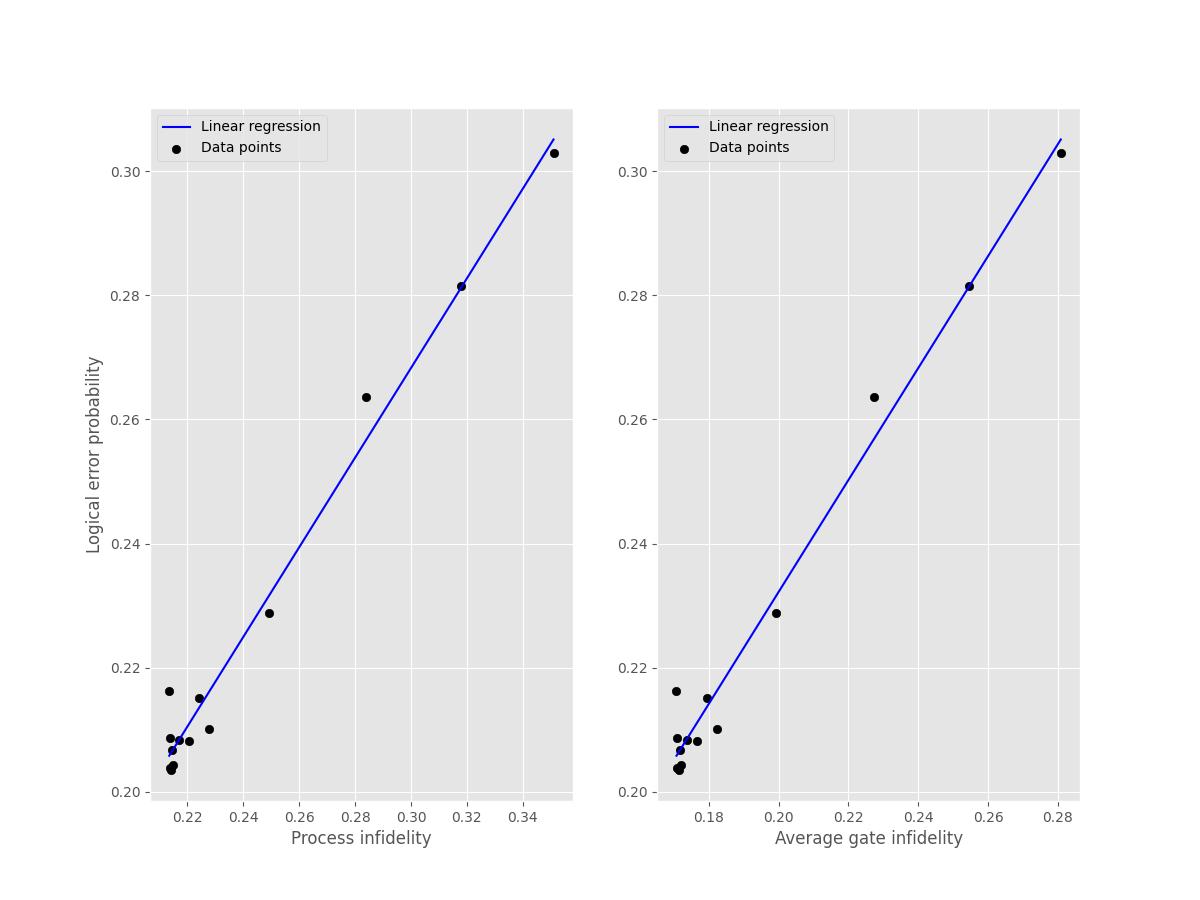 Linear regression
Data points
Logical error probability
0.30
0.28
0.26
0.24
0.22
0.20
0.22 0.24 0.26 0.28 0.30 0.32 0.34
Process infidelity
Linear regression
Data points
0.30
0.28
0.26
0.24
0.22
0.20
0.18 0.20 0.22 0.24 0.26 0.28
Average gate infidelity